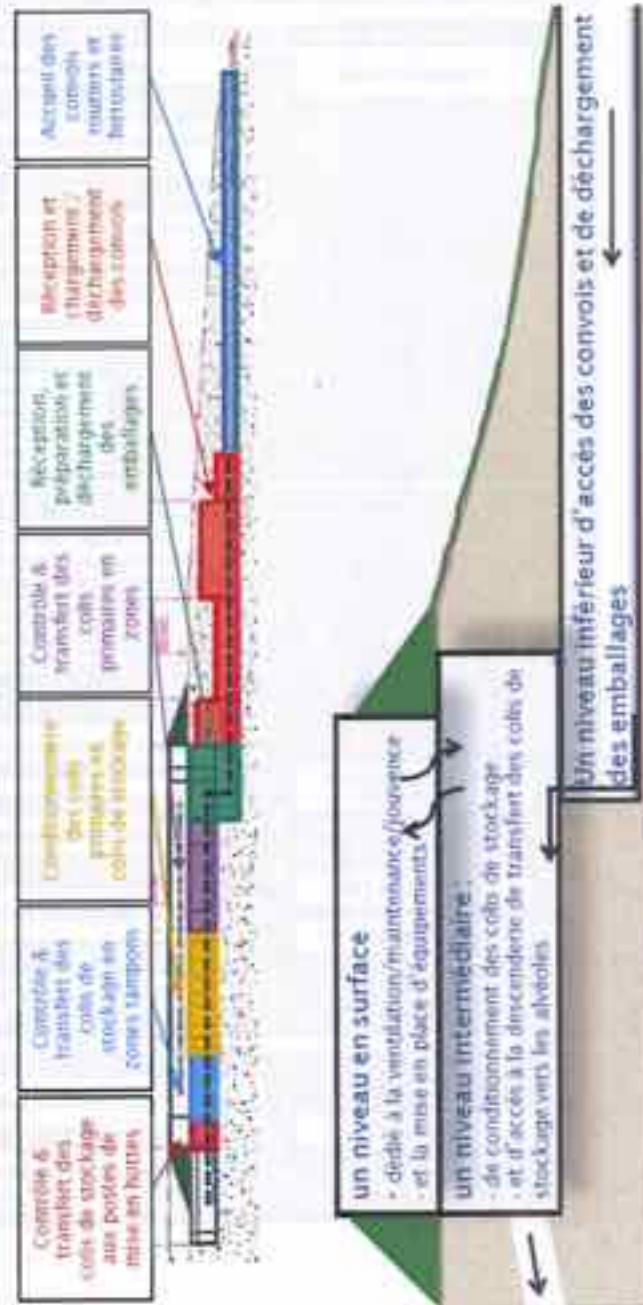 Contrôle &
transfert des
colis de stockage
aux postes de
mise en hottes
Contrôle &
transfert des
colis de
stockage en
zones tampons
Conditionnement
des colis
primaires en
colis de stockage
Contrôle &
transfert des
colis
primaires en
zones
Réception,
préparation et
déchargement
des
emballages
Réception et
chargement /
déchargement
des convois
Accueil des
convois
routiers et
ferroviaires
un niveau en surface
- dédié à la ventilation/maintenance/jouvence
- et la mise en place d'équipements
un niveau intermédiaire :
- de conditionnement des colis de stockage
- et d'accès à la descenderie de transfert des colis de
stockage vers les alvéoles
Un niveau inférieur d'accès des convois et de déchargement
des emballages